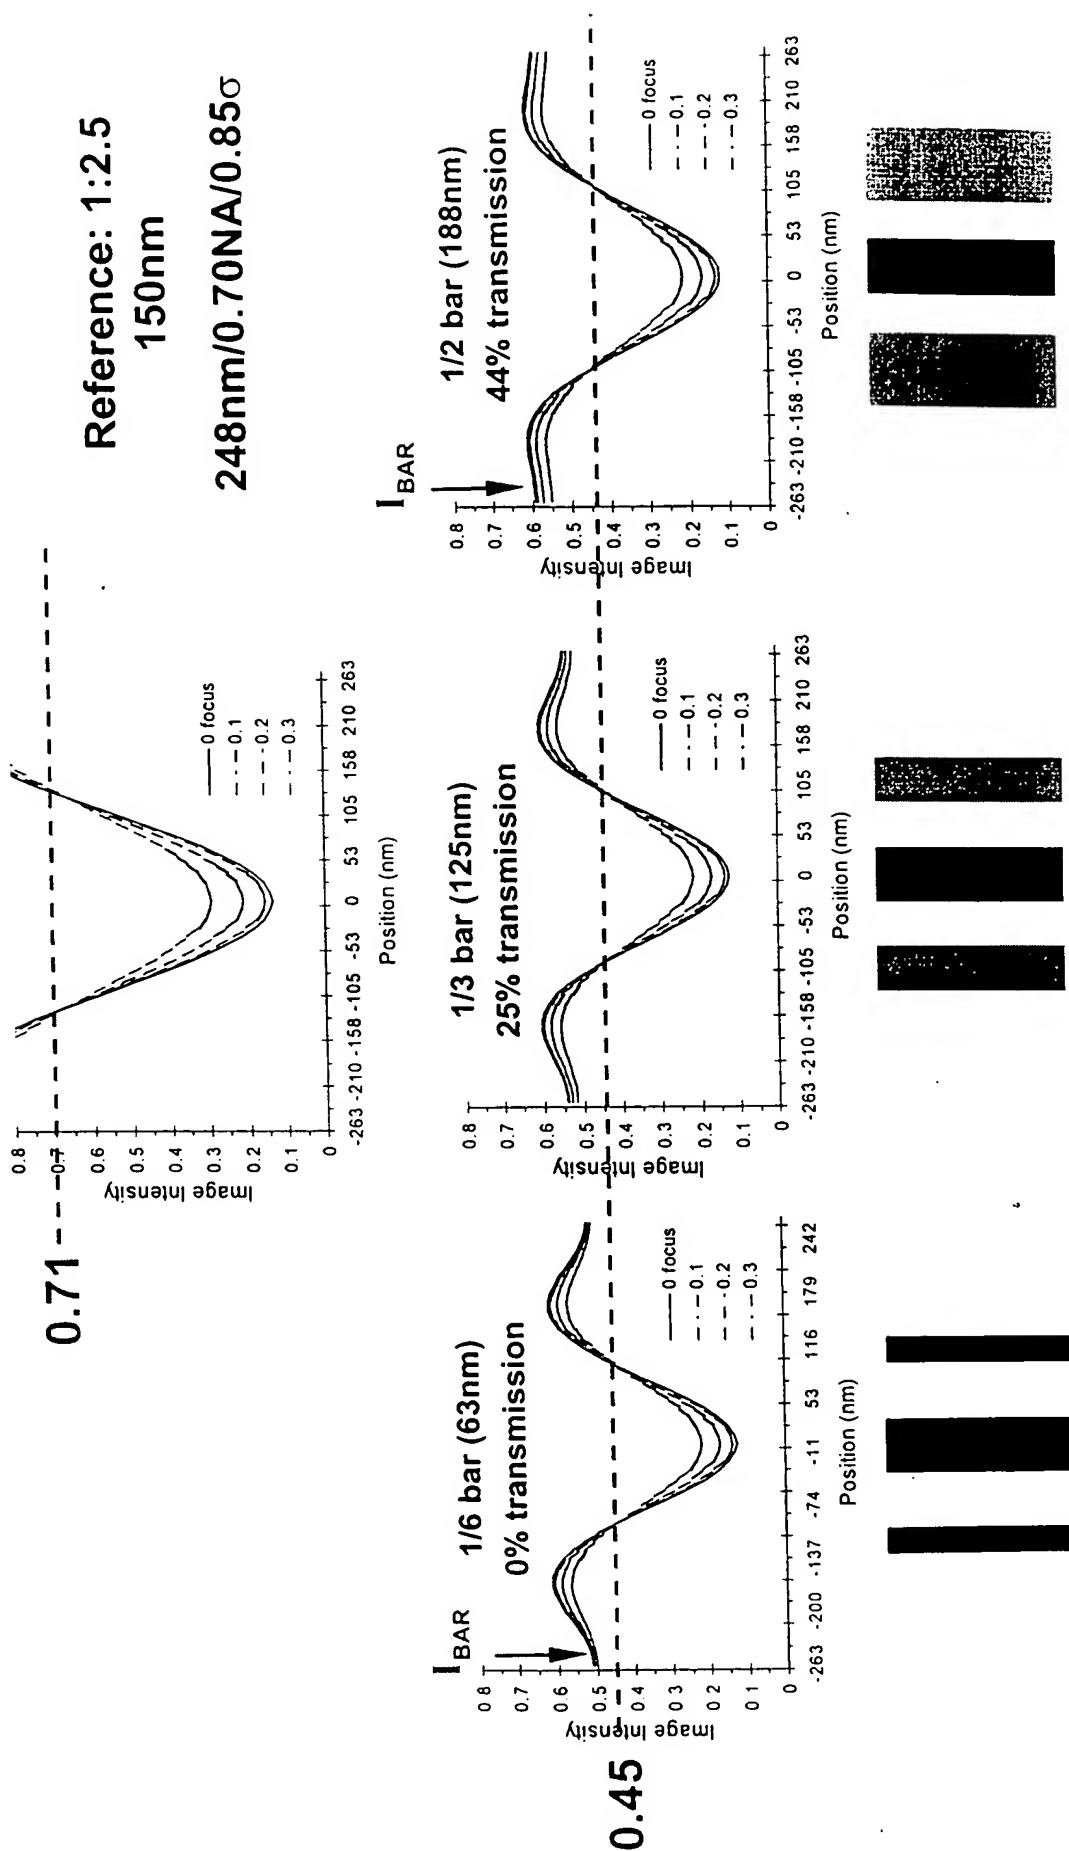 Reference: 1:2.5
150nm
248nm/0.70NA/0.85σ
0.71
Image Intensity
0.8
0.7
0.6
0.5
0.4
0.3
0.2
0.1
0
-263 -210 -158 -105 -53 0 53 105 158 210 263
Position (nm)
0 focus
0.1
0.2
0.3
0.45
I BAR
1/6 bar (63nm)
0% transmission
Image Intensity
0.8
0.7
0.6
0.5
0.4
0.3
0.2
0.1
0
-263 -200 -137 -74 -11 53 116 179 242
Position (nm)
0 focus
0.1
0.2
0.3
1/3 bar (125nm)
25% transmission
Image Intensity
0.8
0.7
0.6
0.5
0.4
0.3
0.2
0.1
0
-263 -210 -158 -105 -53 0 53 105 158 210 263
Position (nm)
0 focus
0.1
0.2
0.3
I BAR
1/2 bar (188nm)
44% transmission
Image Intensity
0.8
0.7
0.6
0.5
0.4
0.3
0.2
0.1
0
-263 -210 -158 -105 -53 0 53 105 158 210 263
Position (nm)
0 focus
0.1
0.2
0.3